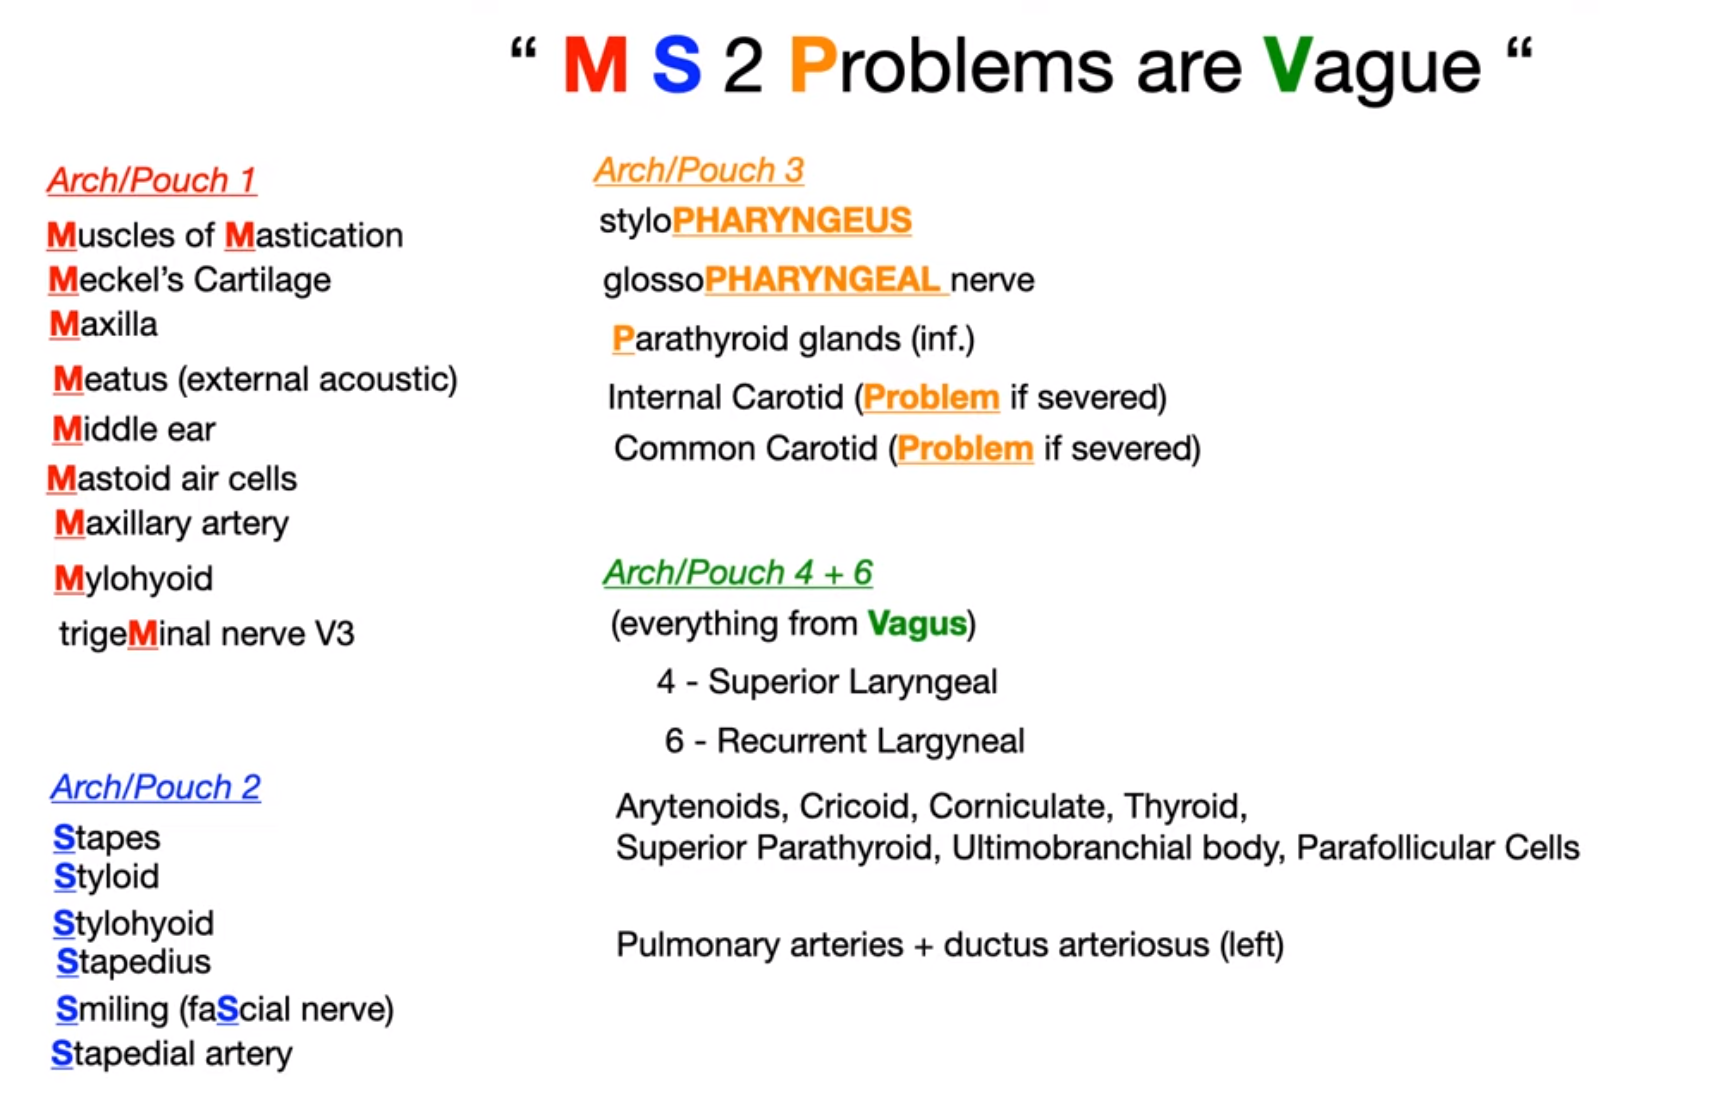 “ M S 2 Problems are Vague “
Arch/Pouch 1
Muscles of Mastication
Meckel’s Cartilage
Maxilla
Meatus (external acoustic)
Middle ear
Mastoid air cells
Maxillary artery
Mylohyoid
trigeMinal nerve V3
Arch/Pouch 2
Stapes
Styloid
Stylohyoid
Stapedius
Smiling (faScial nerve)
Stapedial artery
Arch/Pouch 3
styloPHARYNGEUS
glossoPHARYNGEAL nerve
Parathyroid glands (inf.)
Internal Carotid (Problem if severed)
Common Carotid (Problem if severed)
Arch/Pouch 4 + 6
(everything from Vagus)
4 - Superior Laryngeal
6 - Recurrent Largyneal
Arytenoids, Cricoid, Corniculate, Thyroid,
Superior Parathyroid, Ultimobranchial body, Parafollicular Cells
Pulmonary arteries + ductus arteriosus (left)